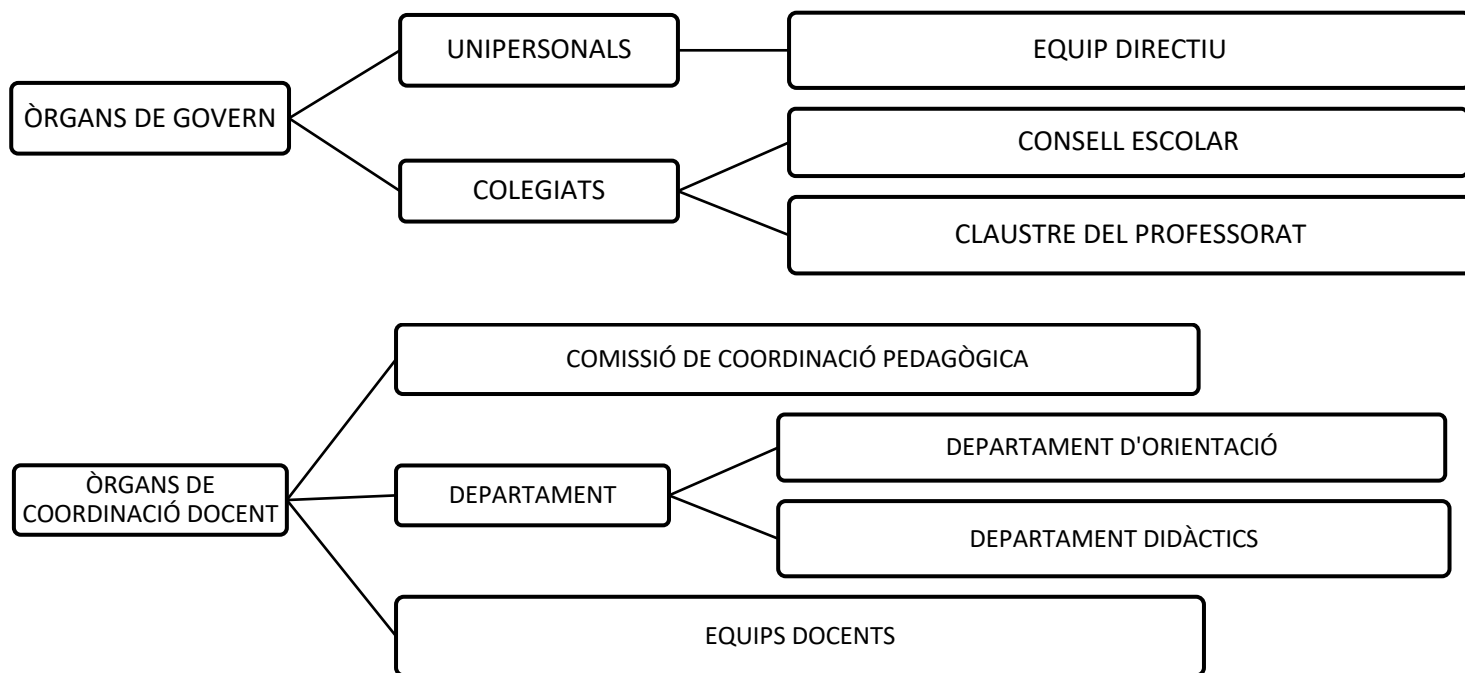 ÒRGANS DE GOVERN
UNIPERSONALS
EQUIP DIRECTIU
COLEGIATS
CONSELL ESCOLAR
CLAUSTRE DEL PROFESSORAT
ÒRGANS DE
COORDINACIÓ DOCENT
COMISSIÓ DE COORDINACIÓ PEDAGÒGICA
DEPARTAMENT
DEPARTAMENT D'ORIENTACIÓ
DEPARTAMENT DIDÀCTICS
EQUIPS DOCENTS